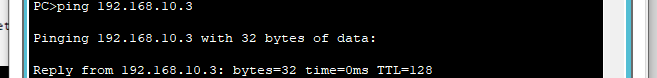 PC>ping 192.168.10.3
Pinging 192.168.10.3 with 32 bytes of data:
Reply from 192.168.10.3: bytes=32 time=0ms TTL=128